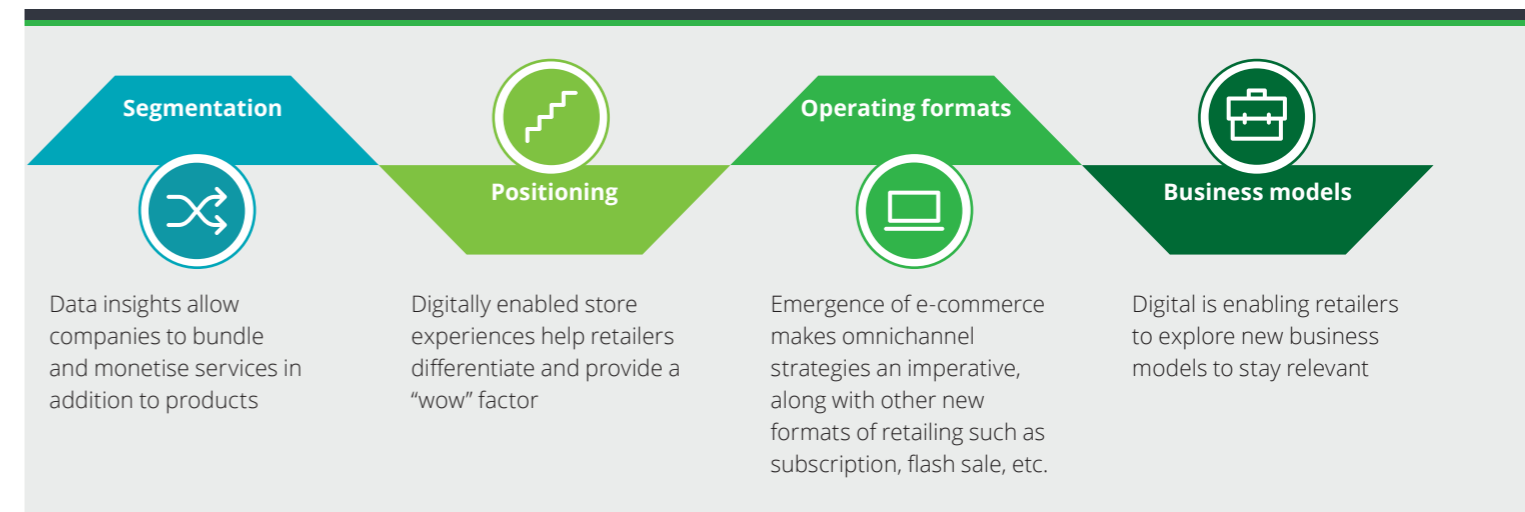 Segmentation
Data insights allow
companies to bundle
and monetise services in
addition to products
Positioning
Digitally enabled store
experiences help retailers
differentiate and provide a
“wow” factor
Operating formats
Emergence of e-commerce
makes omnichannel
strategies an imperative,
along with other new
formats of retailing such as
subscription, flash sale, etc.
Business models
Digital is enabling retailers
to explore new business
models to stay relevant